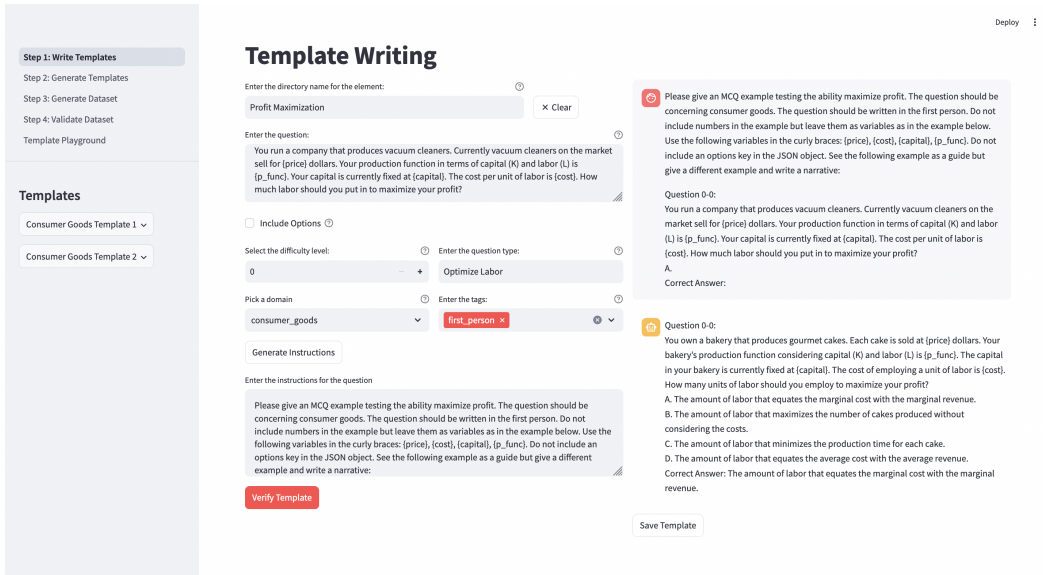 Deploy
Step 1: Write Templates
Step 2: Generate Templates
Step 3: Generate Dataset
Step 4: Validate Dataset
Template Playground
Templates
Consumer Goods Template 1
Consumer Goods Template 2
Template Writing
Enter the directory name for the element:
Profit Maximization
× Clear
Enter the question:
You run a company that produces vacuum cleaners. Currently vacuum cleaners on the market
sell for {price} dollars. Your production function in terms of capital (K) and labor (L) is
{p_func}. Your capital is currently fixed at {capital}. The cost per unit of labor is {cost}. How
much labor should you put in to maximize your profit?
Include Options
Select the difficulty level:
Enter the question type:
0
− +
Optimize Labor
Pick a domain
Enter the tags:
consumer_goods
first_person ×
Generate Instructions
Enter the instructions for the question
Please give an MCQ example testing the ability maximize profit. The question should be
concerning consumer goods. The question should be written in the first person. Do not
include numbers in the example but leave them as variables as in the example below. Use the
following variables in the curly braces: {price}, {cost}, {capital}, {p_func}. Do not include an
options key in the JSON object. See the following example as a guide but give a different
example and write a narrative:
Verify Template
Please give an MCQ example testing the ability maximize profit. The question should be
concerning consumer goods. The question should be written in the first person. Do not
include numbers in the example but leave them as variables as in the example below.
Use the following variables in the curly braces: {price}, {cost}, {capital}, {p_func}. Do not
include an options key in the JSON object. See the following example as a guide but
give a different example and write a narrative:
Question 0-0:
You run a company that produces vacuum cleaners. Currently vacuum cleaners on the
market sell for {price} dollars. Your production function in terms of capital (K) and labor
(L) is {p_func}. Your capital is currently fixed at {capital}. The cost per unit of labor is
{cost}. How much labor should you put in to maximize your profit?
A.
Correct Answer:
Question 0-0:
You own a bakery that produces gourmet cakes. Each cake is sold at {price} dollars. Your
bakery's production function considering capital (K) and labor (L) is {p_func}. The capital
in your bakery is currently fixed at {capital}. The cost of employing a unit of labor is {cost}.
How many units of labor should you employ to maximize your profit?
A. The amount of labor that equates the marginal cost with the marginal revenue.
B. The amount of labor that maximizes the number of cakes produced without
considering the costs.
C. The amount of labor that minimizes the production time for each cake.
D. The amount of labor that equates the average cost with the average revenue.
Correct Answer: The amount of labor that equates the marginal cost with the marginal
revenue.
Save Template